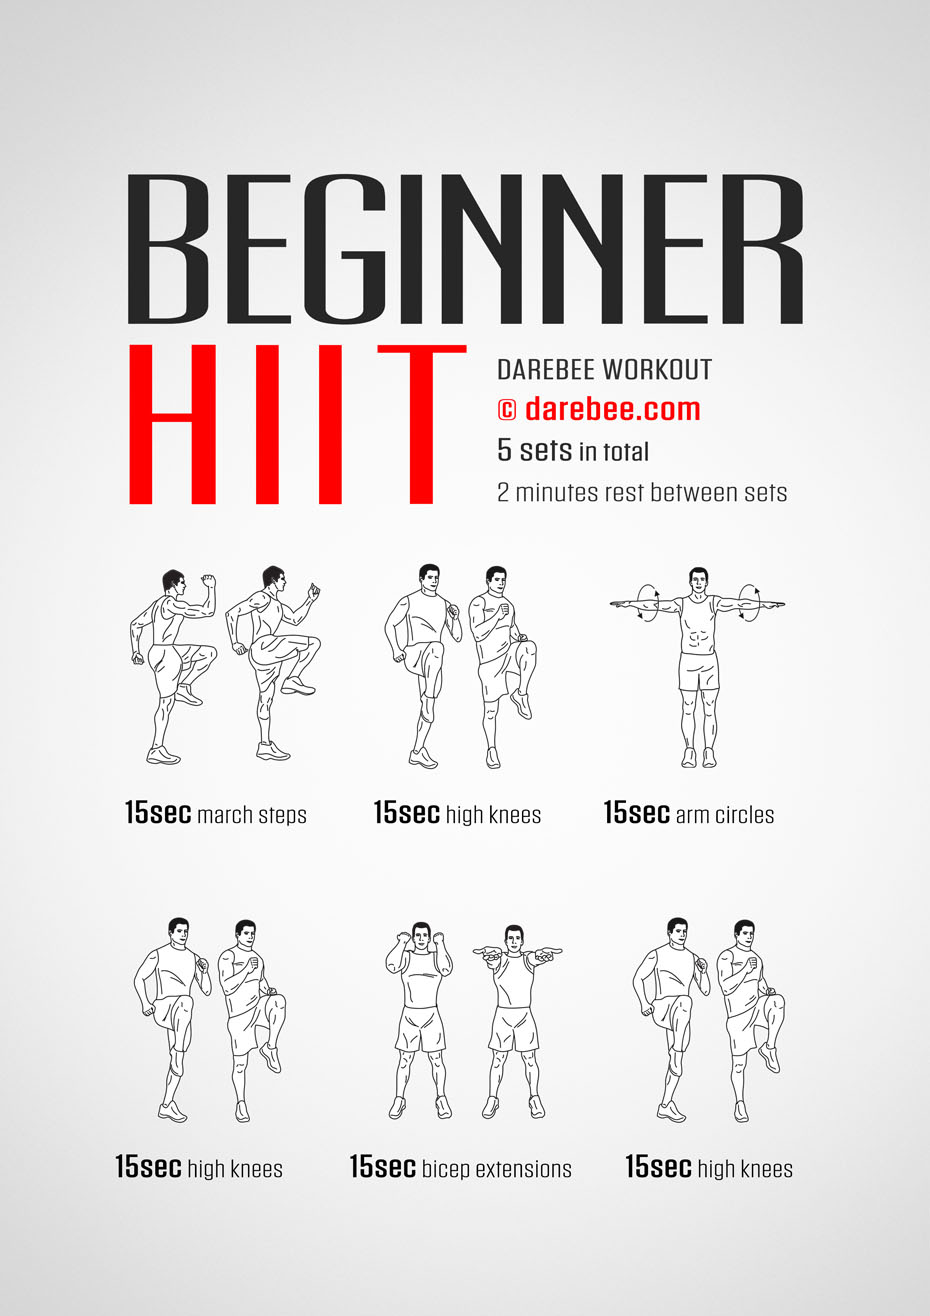 BEGINNER
HIIT
DAREBEE WORKOUT
© darebee.com
5 sets in total
2 minutes rest between sets
15sec march steps
15sec high knees
15sec arm circles
15sec high knees
15sec bicep extensions
15sec high knees